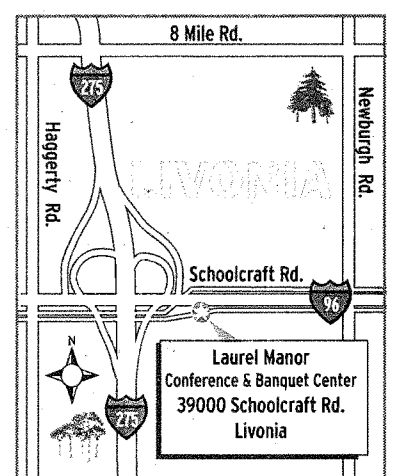 8 Mile Rd.
275
Haggerty Rd.
Newburgh Rd.
LIVONIA
Schoolcraft Rd.
96
N
Laurel Manor
Conference & Banquet Center
39000 Schoolcraft Rd.
Livonia
275